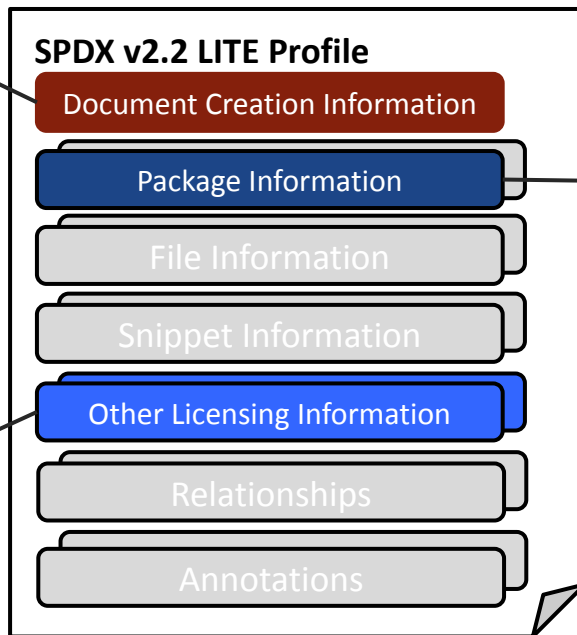 SPDX v2.2 LITE Profile
Document Creation Information
Package Information
File Information
Snippet Information
Other Licensing Information
Relationships
Annotations